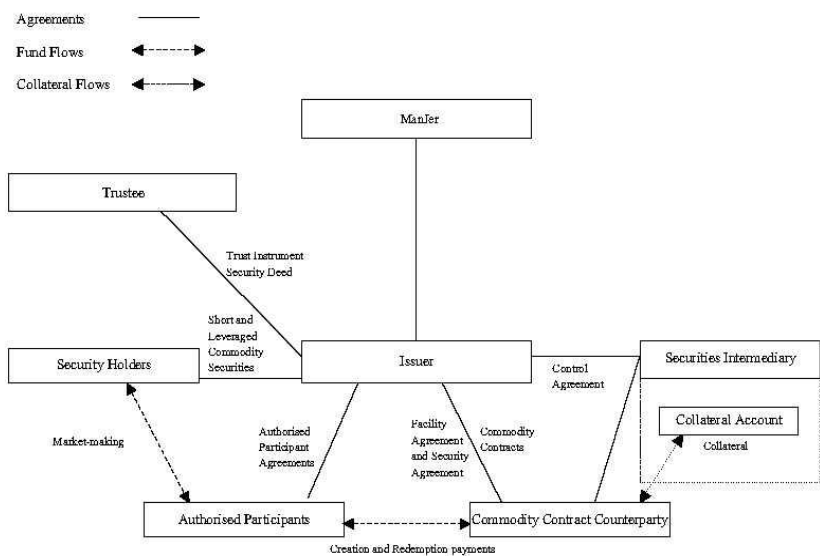 Agreements
Fund Flows
Collateral Flows
ManJer
Trustee
Trust Instrument
Security Deed
Short and
Leveraged
Commodity
Securities
Security Holders
Issuer
Securities Intermediary
Control
Agreement
Collateral Account
Collateral
Market-making
Authorised
Participant
Agreements
Facility
Agreement
and Security
Agreement
Commodity
Contracts
Authorised Participants
Commodity Contract Counterparty
Creation and Redemption payments